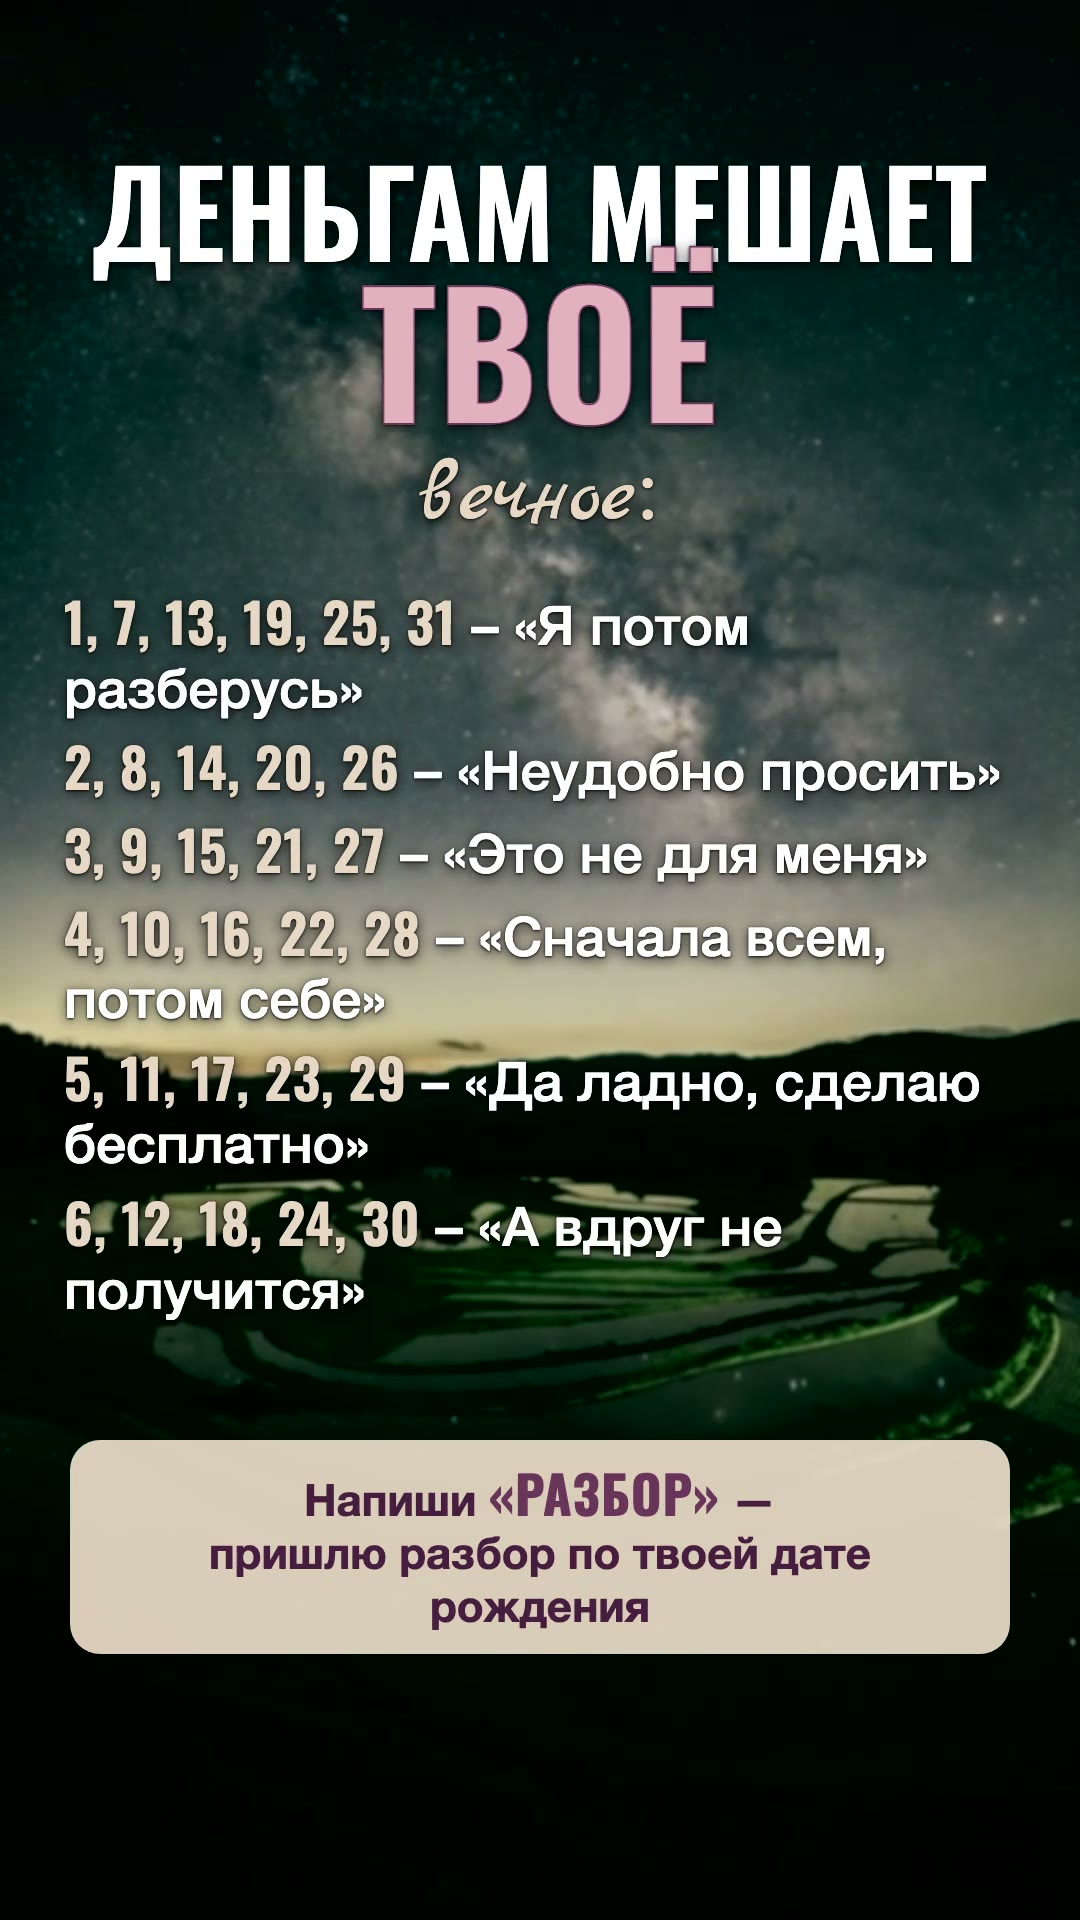 ДЕНЬГАМ МЕШАЕТ
ТВОЁ
вечное:
1, 7, 13, 19, 25, 31 – «Я потом
разберусь»
2, 8, 14, 20, 26 – «Неудобно просить»
3, 9, 15, 21, 27 – «Это не для меня»
4, 10, 16, 22, 28 – «Сначала всем,
потом себе»
5, 11, 17, 23, 29 – «Да ладно, сделаю
бесплатно»
6, 12, 18, 24, 30 – «А вдруг не
получится»
Напиши «РАЗБОР» —
пришлю разбор по твоей дате
рождения